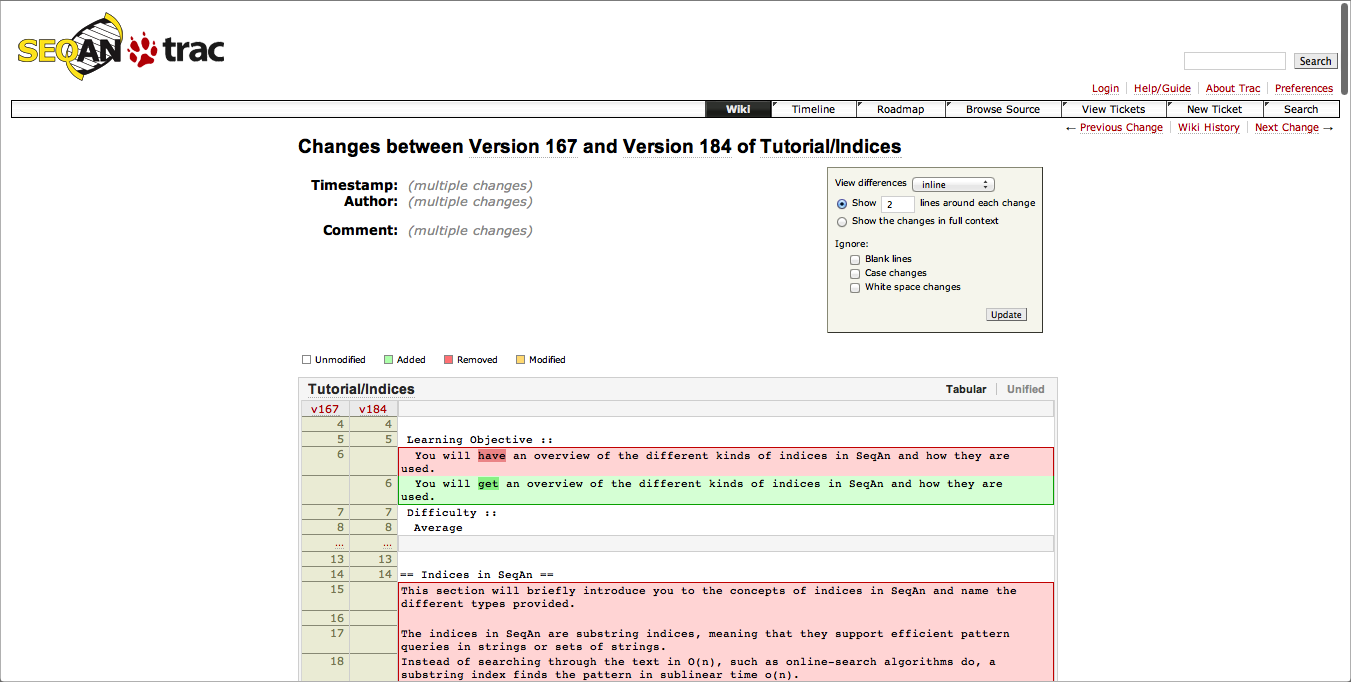 SEQAN trac
Search
Login Help/Guide About Trac Preferences
Wiki Timeline Roadmap Browse Source View Tickets New Ticket Search
← Previous Change Wiki History Next Change →
Changes between Version 167 and Version 184 of Tutorial/Indices
Timestamp: (multiple changes)
Author: (multiple changes)
Comment: (multiple changes)
View differences inline
Show 2 lines around each change
Show the changes in full context
Ignore:
Blank lines
Case changes
White space changes
Update
Unmodified Added Removed Modified
Tutorial/Indices Tabular Unified
v167 v184
4 4
5 5 Learning Objective ::
6 You will have an overview of the different kinds of indices in SeqAn and how they are
used.
6 You will get an overview of the different kinds of indices in SeqAn and how they are
used.
7 7 Difficulty ::
8 8 Average
... ...
13 13
14 14 == Indices in SeqAn ==
15 This section will briefly introduce you to the concepts of indices in SeqAn and name the
different types provided.
16
17 The indices in SeqAn are substring indices, meaning that they support efficient pattern
queries in strings or sets of strings.
18 Instead of searching through the text in O(n), such as online-search algorithms do, a
substring index finds the pattern in sublinear time o(n).